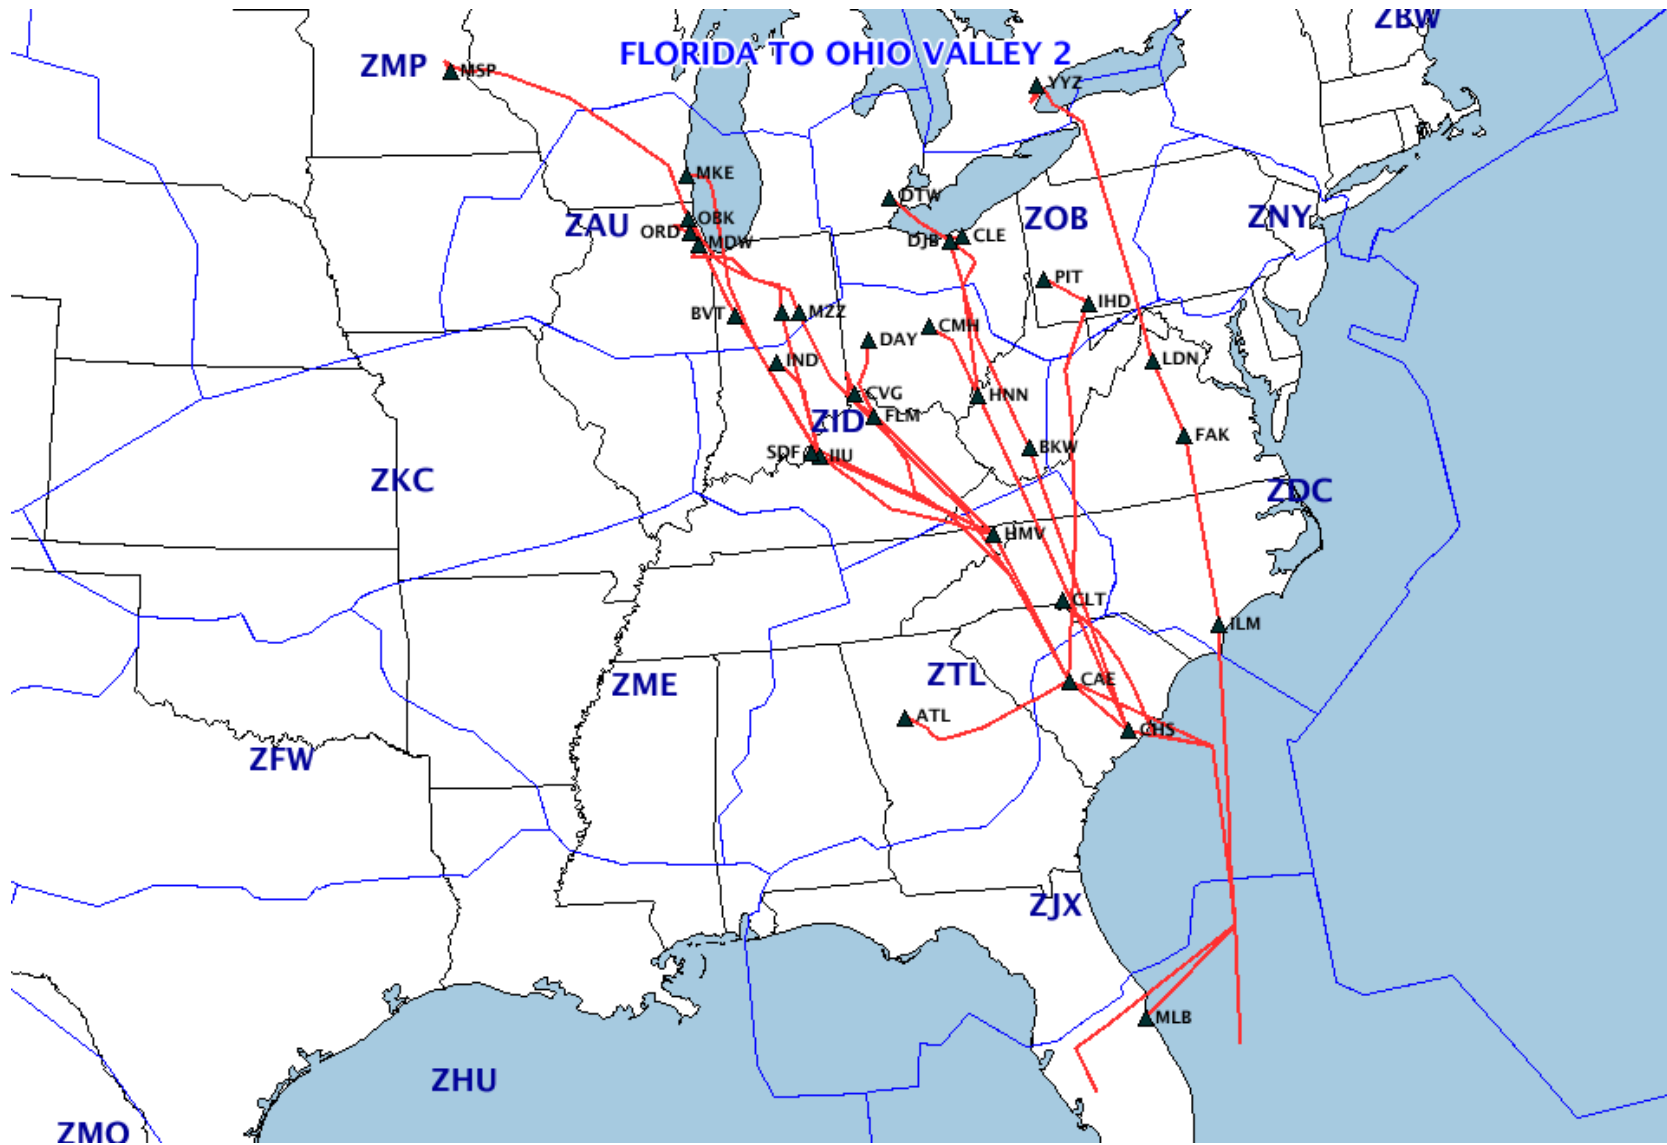 ZBW
FLORIDA TO OHIO VALLEY 2
ZMP
MSP
YYZ
MKE
DTW
OBK
ZAU
ORD
MDW
ZOB
ZNY
DJB
CLE
PIT
IHD
BVT
MZZ
CMH
DAY
IND
LDN
CVG
HNN
ZID
FLM
FAK
BKW
SDF
IIU
ZKC
ZDC
HMV
CLT
ILM
ZME
ZTL
CAE
ATL
CHS
ZFW
ZJX
MLB
ZHU
ZMO